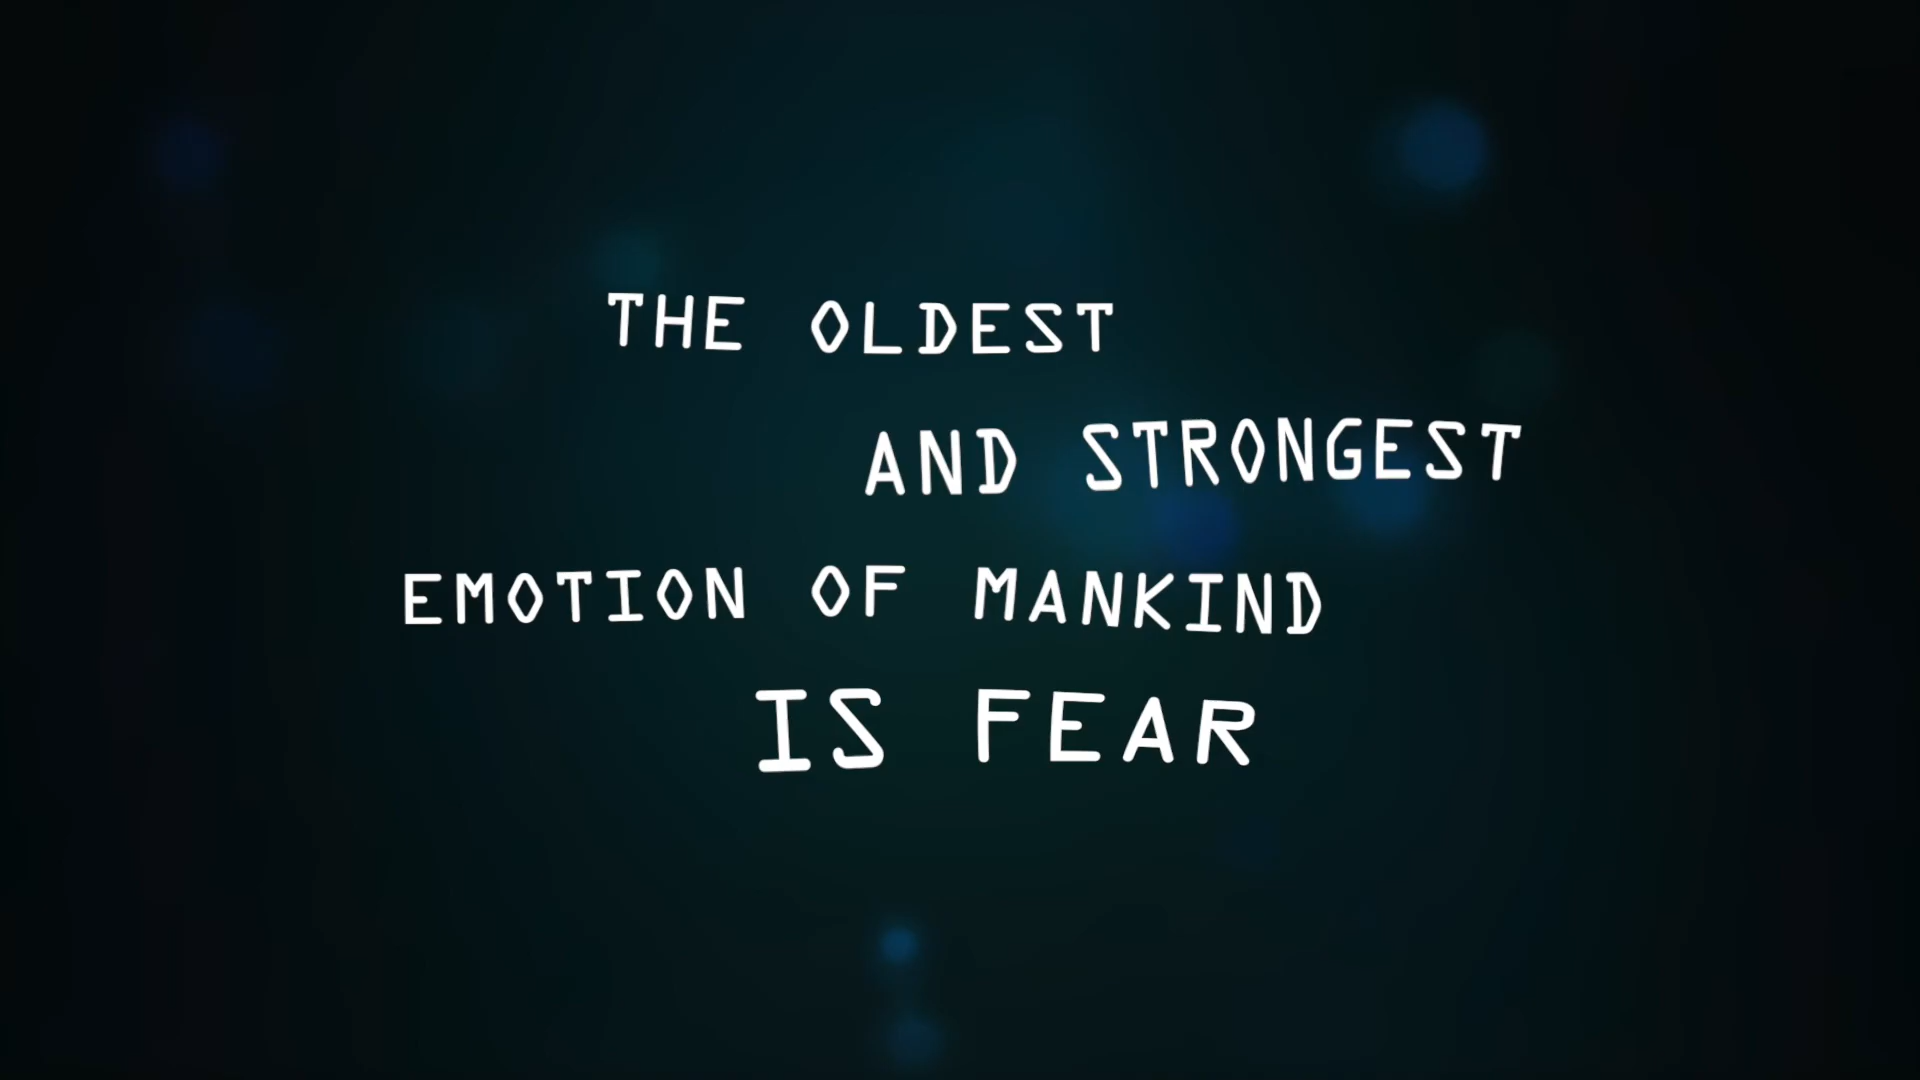 THE OLDEST
AND STRONGEST
EMOTION OF MANKIND
IS FEAR